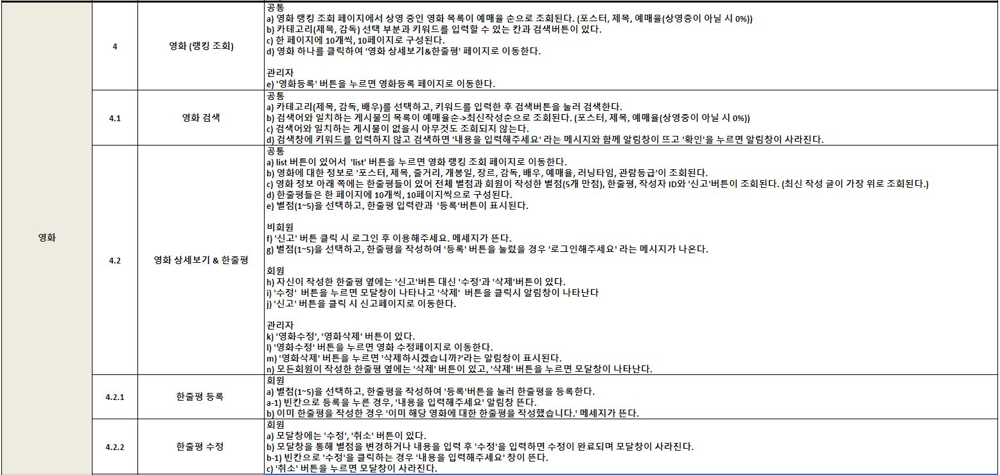 영화
4
영화 (랭킹 조회)
공통
a) 영화 랭킹 조회 페이지에서 상영 중인 영화 목록이 예매율 순으로 조회된다. (포스터, 제목, 예매율(상영중이 아닐 시 0%))
b) 카테고리(제목, 감독) 선택 부분과 키워드를 입력할 수 있는 칸과 검색버튼이 있다.
c) 한 페이지에 10개씩, 10페이지로 구성된다.
d) 영화 하나를 클릭하여 '영화 상세보기&한줄평' 페이지로 이동한다.
관리자
e) '영화등록' 버튼을 누르면 영화등록 페이지로 이동한다.
4.1
영화 검색
공통
a) 카테고리(제목, 감독, 배우)를 선택하고, 키워드를 입력한 후 검색버튼을 눌러 검색한다.
b) 검색어와 일치하는 게시물의 목록이 예매율순->최신작성순으로 조회된다. (포스터, 제목, 예매율(상영중이 아닐 시 0%))
c) 검색어와 일치하는 게시물이 없을시 아무것도 조회되지 않는다.
d) 검색창에 키워드를 입력하지 않고 검색하면 '내용을 입력해주세요' 라는 메시지와 함께 알림창이 뜨고 '확인'을 누르면 알림창이 사라진다.
4.2
영화 상세보기 & 한줄평
공통
a) list 버튼이 있어서 'list' 버튼을 누르면 영화 랭킹 조회 페이지로 이동한다.
b) 영화에 대한 정보로 '포스터, 제목, 줄거리, 개봉일, 장르, 감독, 배우, 예매율, 러닝타임, 관람등급'이 조회된다.
c) 영화 정보 아래 쪽에는 한줄평들이 있어 전체 별점과 회원이 작성한 별점(5개 만점), 한줄평, 작성자 ID와 '신고'버튼이 조회된다. (최신 작성 글이 가장 위로 조회된다.)
d) 한줄평들은 한 페이지에 10개씩, 10페이지씩으로 구성된다.
e) 별점(1~5)을 선택하고, 한줄평 입력란과 '등록'버튼이 표시된다.
비회원
f) '신고' 버튼 클릭 시 로그인 후 이용해주세요. 메세지가 뜬다.
g) 별점(1~5)을 선택하고, 한줄평을 작성하여 '등록' 버튼을 눌렀을 경우 '로그인해주세요' 라는 메시지가 나온다.
회원
h) 자신이 작성한 한줄평 옆에는 '신고'버튼 대신 '수정'과 '삭제'버튼이 있다.
i) '수정' 버튼을 누르면 모달창이 나타나고 '삭제' 버튼을 클릭시 알림창이 나타난다
j) '신고' 버튼을 클릭 시 신고페이지로 이동한다.
관리자
k) '영화수정', '영화삭제' 버튼이 있다.
l) '영화수정' 버튼을 누르면 영화 수정페이지로 이동한다.
m) '영화삭제' 버튼을 누르면 '삭제하시겠습니까?'라는 알림창이 표시된다.
n) 모든회원이 작성한 한줄평 옆에는 '삭제' 버튼이 있고, '삭제' 버튼을 누르면 모달창이 나타난다.
4.2.1
한줄평 등록
회원
a) 별점(1~5)을 선택하고, 한줄평을 작성하여 '등록'버튼을 눌러 한줄평을 등록한다.
a-1) 빈칸으로 등록을 누른 경우, '내용을 입력해주세요' 알림창 뜬다.
b) 이미 한줄평을 작성한 경우 '이미 해당 영화에 대한 한줄평을 작성했습니다.' 메세지가 뜬다.
4.2.2
한줄평 수정
회원
a) 모달창에는 '수정', '취소' 버튼이 있다.
b) 모달창을 통해 별점을 변경하거나 내용을 입력 후 '수정'을 입력하면 수정이 완료되며 모달창이 사라진다.
b-1) 빈칸으로 '수정'을 클릭하는 경우 '내용을 입력해주세요' 창이 뜬다.
c) '취소' 버튼을 누르면 모달창이 사라진다.